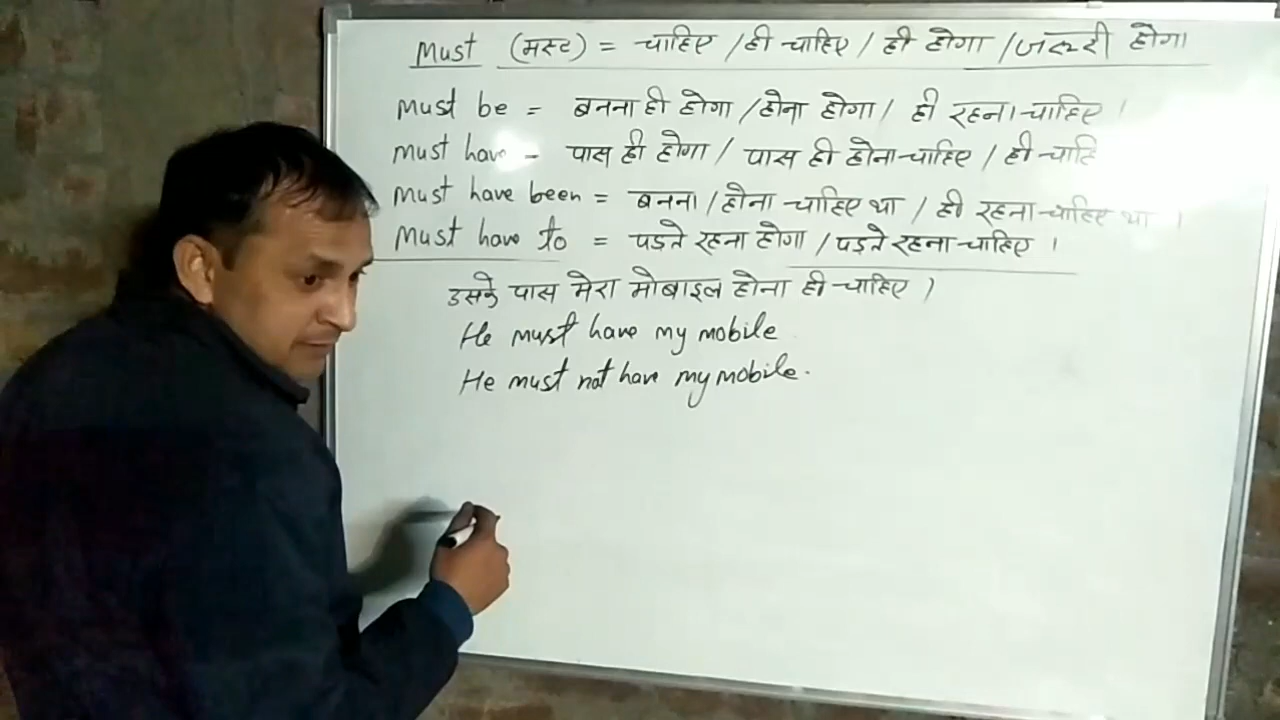 Must (मस्ट) = चाहिए / ही चाहिए / ही होगा / जरूरी होगा
Must be = बनना ही होगा / होना होगा / ही रहना चाहिए ।
Must have - पास ही होगा / पास ही होना चाहिए / ही चाहि
Must have been = बनना / होना चाहिए था / ही रहना चाहिए था ।
Must have to = पड़ते रहना होगा / पड़ते रहना चाहिए ।
उसके पास मेरा मोबाइल होना ही चाहिए )
He must have my mobile.
He must not have my mobile.